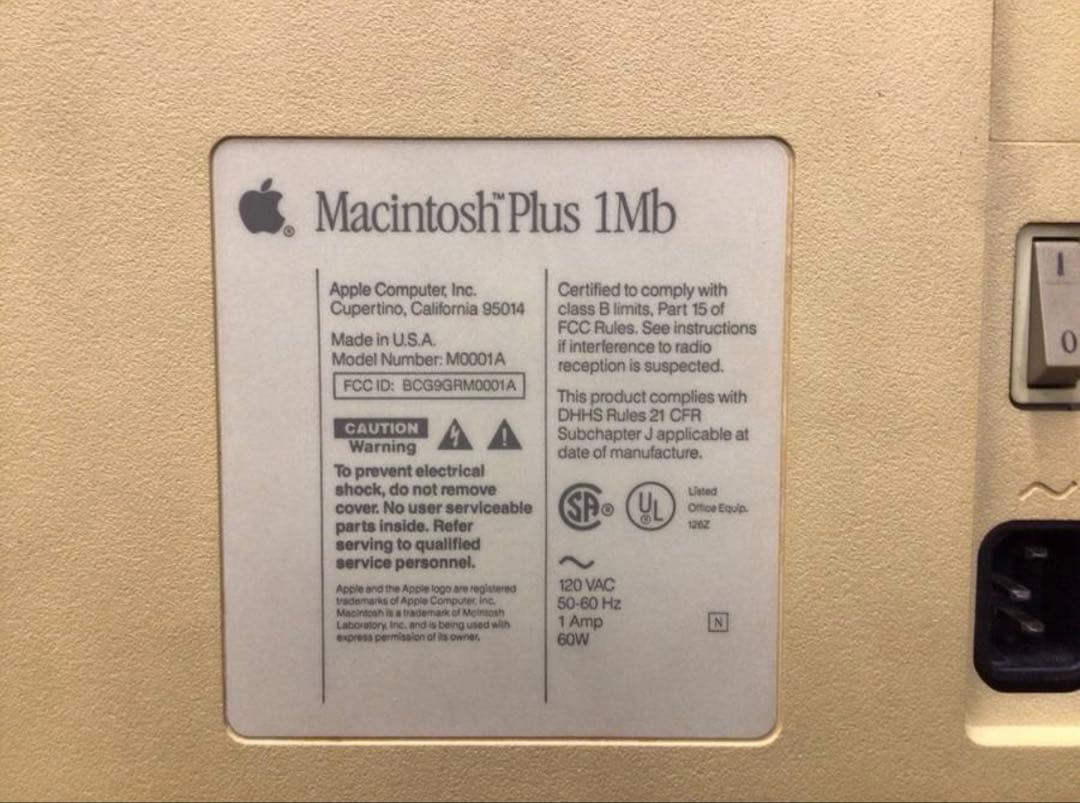 Macintosh™ Plus 1Mb
Apple Computer, Inc.
Cupertino, California 95014
Made in U.S.A.
Model Number: M0001A
FCC ID: BCG9GRM0001A
CAUTION
Warning
To prevent electrical
shock, do not remove
cover. No user serviceable
parts inside. Refer
serving to qualified
service personnel.
Apple and the Apple logo are registered
trademarks of Apple Computer, Inc.
Macintosh is a trademark of McIntosh
Laboratory, Inc. and is being used with
express permission of its owner.
Certified to comply with
class B limits, Part 15 of
FCC Rules. See instructions
if interference to radio
reception is suspected.
This product complies with
DHHS Rules 21 CFR
Subchapter J applicable at
date of manufacture.
SA®
UL®
Listed
Office Equip.
126Z
120 VAC
50-60 Hz
1 Amp
60W
N
I
0